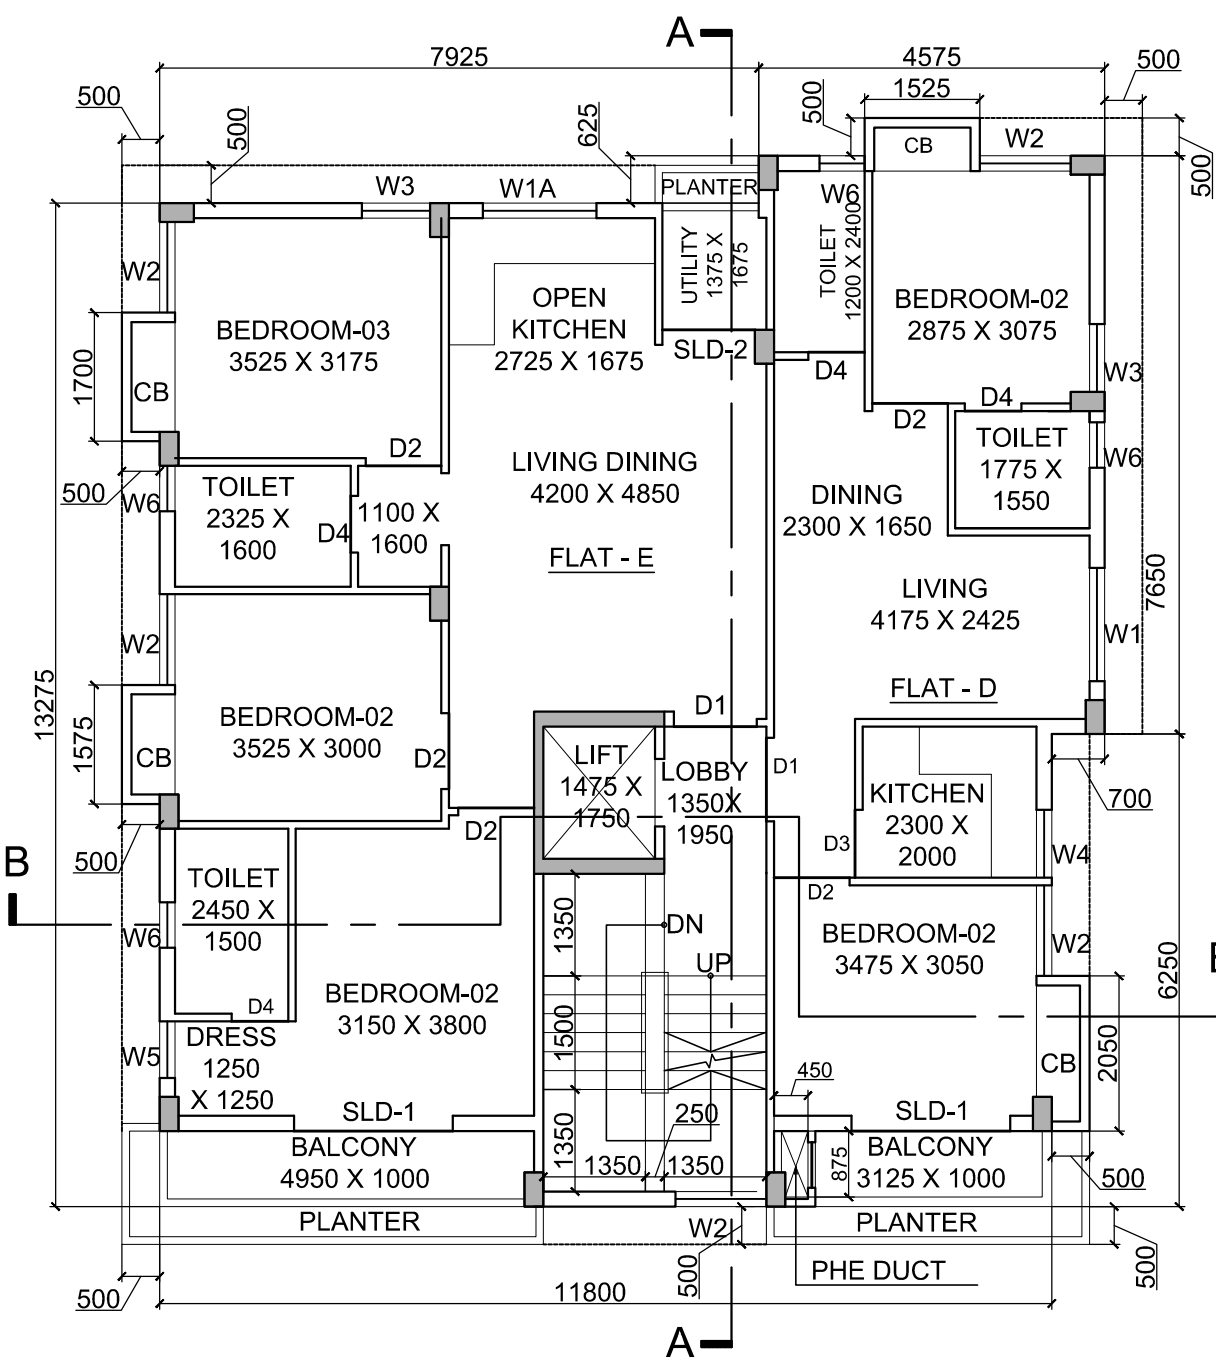 A
7925
4575
500
1525
500
500
625
500
500
CB
W2
500
W3
W1A
PLANTER
W6
W2
UTILITY
1375 X
1675
TOILET
1200 X 2400
BEDROOM-02
2875 X 3075
OPEN
KITCHEN
2725 X 1675
BEDROOM-03
3525 X 3175
SLD-2
D4
W3
1700
CB
D2
D4
D2
TOILET
1775 X
1550
W6
LIVING DINING
4200 X 4850
500
W6
TOILET
2325 X
1600
D4
1100 X
1600
DINING
2300 X 1650
FLAT - E
LIVING
4175 X 2425
7650
W2
W1
FLAT - D
13275
BEDROOM-02
3525 X 3000
D1
1575
CB
D2
LIFT
1475 X
1750
LOBBY
1350X
1950
D1
KITCHEN
2300 X
2000
700
D2
D3
W4
B
500
TOILET
2450 X
1500
D2
1350
DN
BEDROOM-02
3475 X 3050
W6
W2
UP
6250
BEDROOM-02
3150 X 3800
D4
DRESS
1250
X 1250
W5
1500
CB
2050
450
SLD-1
250
SLD-1
BALCONY
4950 X 1000
1350
1350
1350
875
BALCONY
3125 X 1000
500
PLANTER
W2
PLANTER
500
PHE DUCT
500
500
11800
A